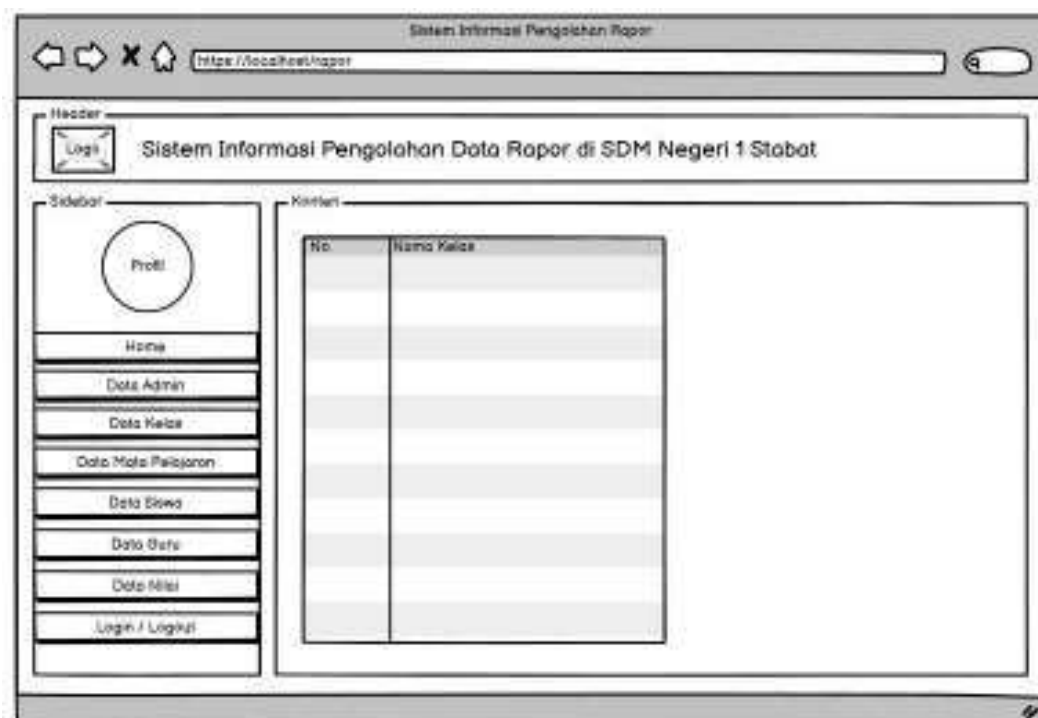 Sistem Informasi Pengolahan Rapor
https://localhost/rapor
Header
Logo
Sistem Informasi Pengolahan Data Rapor di SDM Negeri 1 Stabat
Sidebar
Profil
Home
Data Admin
Data Kelas
Data Mata Pelajaran
Data Siswa
Data Guru
Data Nilai
Login / Logout
Konten
No. Nama Kelas